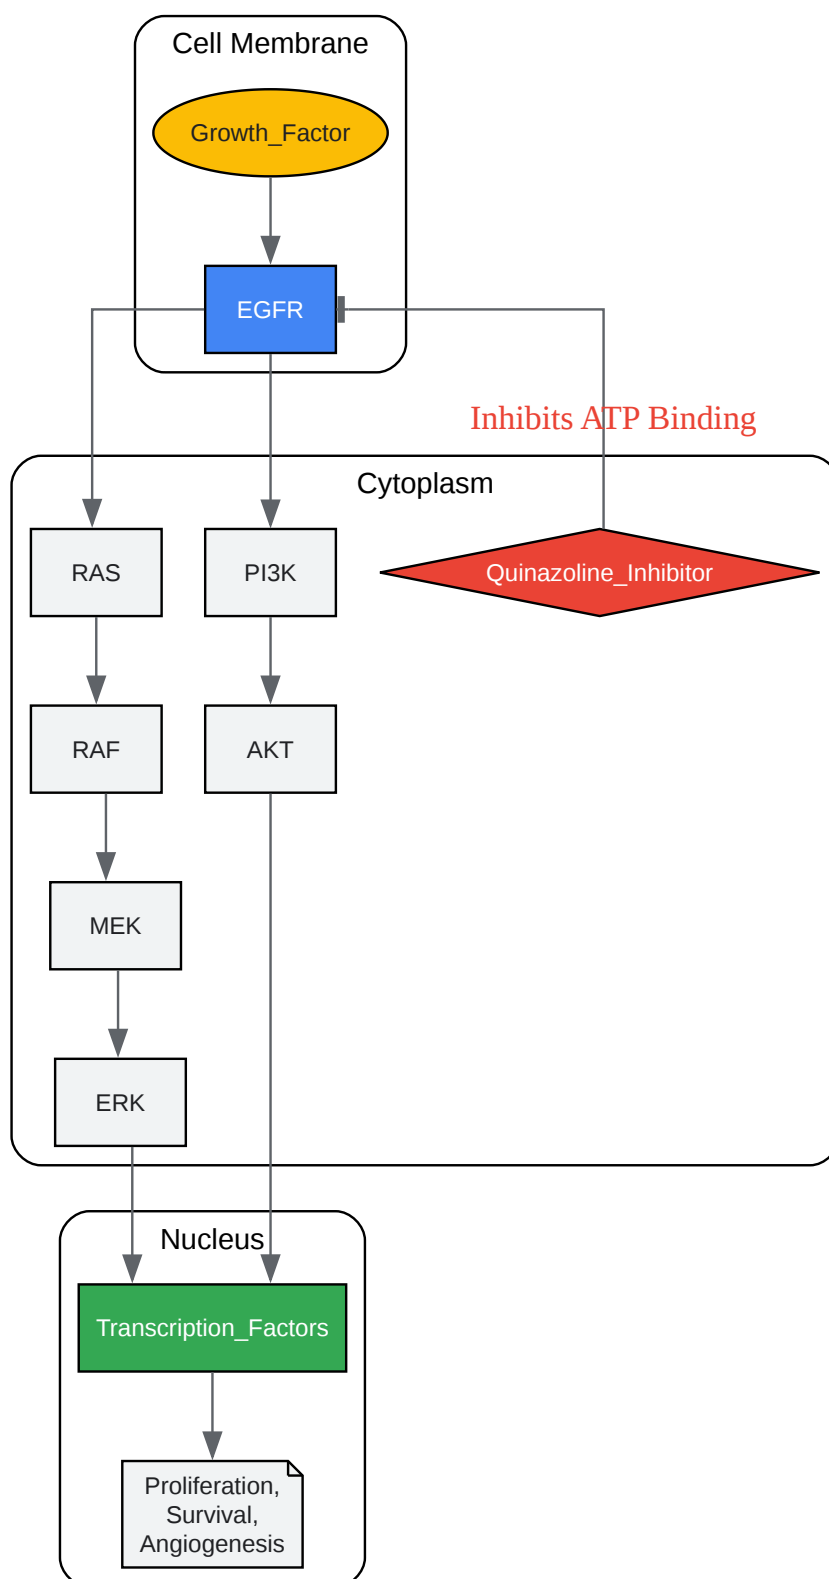 Cell Membrane
Growth_Factor
EGFR
Inhibits ATP Binding
Cytoplasm
RAS
PI3K
Quinazoline_Inhibitor
RAF
AKT
MEK
ERK
Nucleus
Transcription_Factors
Proliferation,
Survival,
Angiogenesis